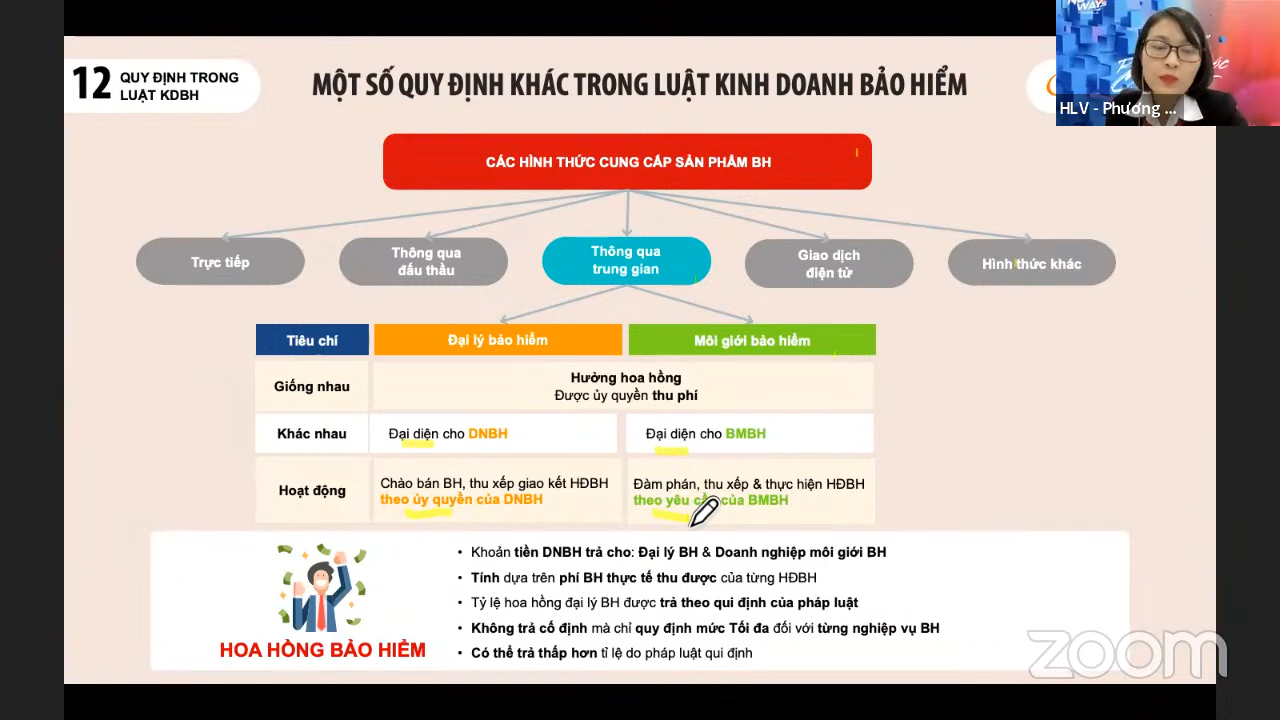 12
QUY ĐỊNH TRONG
LUẬT KDBH
MỘT SỐ QUY ĐỊNH KHÁC TRONG LUẬT KINH DOANH BẢO HIỂM
HLV - Phương ...
CÁC HÌNH THỨC CUNG CẤP SẢN PHẨM BH
Trực tiếp
Thông qua
đấu thầu
Thông qua
trung gian
Giao dịch
điện tử
Hình thức khác
Tiêu chí
Đại lý bảo hiểm
Môi giới bảo hiểm
Giống nhau
Hưởng hoa hồng
Được ủy quyền thu phí
Khác nhau
Đại diện cho DNBH
Đại diện cho BMBH
Hoạt động
Chào bán BH, thu xếp giao kết HĐBH
theo ủy quyền của DNBH
Đàm phán, thu xếp & thực hiện HĐBH
theo yêu cầu của BMBH
HOA HỒNG BẢO HIỂM
• Khoản tiền DNBH trả cho: Đại lý BH & Doanh nghiệp môi giới BH
• Tính dựa trên phí BH thực tế thu được của từng HĐBH
• Tỷ lệ hoa hồng đại lý BH được trả theo qui định của pháp luật
• Không trả cố định mà chỉ quy định mức Tối đa đối với từng nghiệp vụ BH
• Có thể trả thấp hơn tỉ lệ do pháp luật qui định
zoom